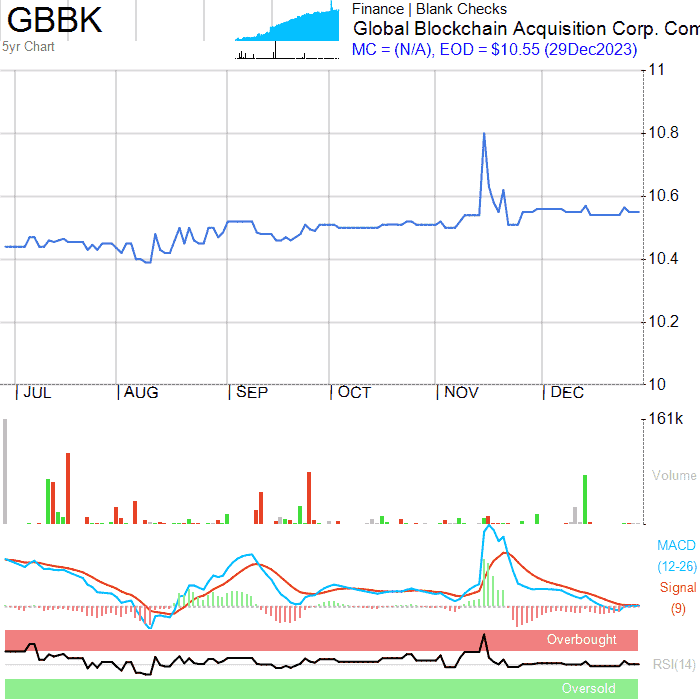 GBBK
5yr Chart
Finance | Blank Checks
Global Blockchain Acquisition Corp. Com
MC = (N/A), EOD = $10.55 (29Dec2023)
11
10.8
10.6
10.4
10.2
10
JUL AUG SEP OCT NOV DEC
161k
Volume
MACD
(12-26)
Signal
(9)
Overbought
RSI(14)
Oversold